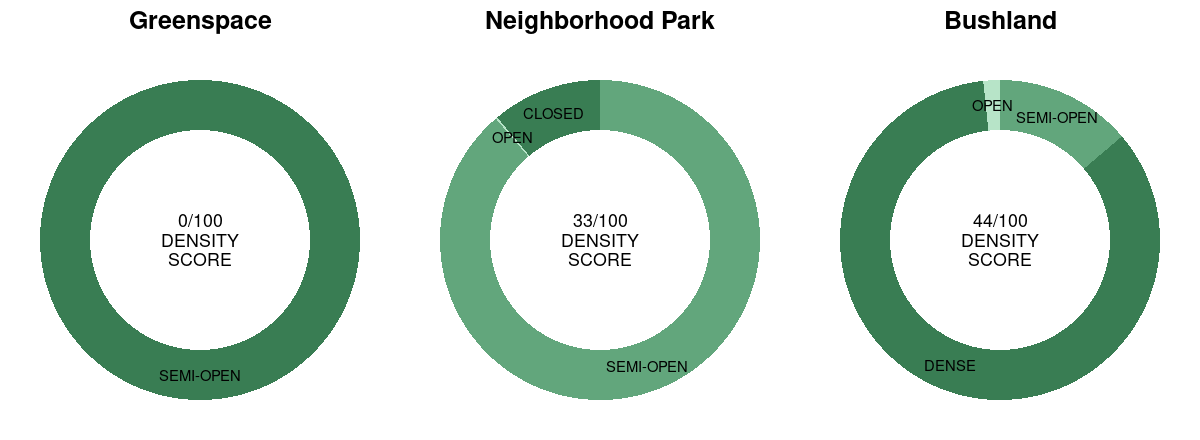 Greenspace
0/100
DENSITY
SCORE
SEMI-OPEN
Neighborhood Park
CLOSED
OPEN
33/100
DENSITY
SCORE
SEMI-OPEN
Bushland
OPEN
SEMI-OPEN
44/100
DENSITY
SCORE
DENSE